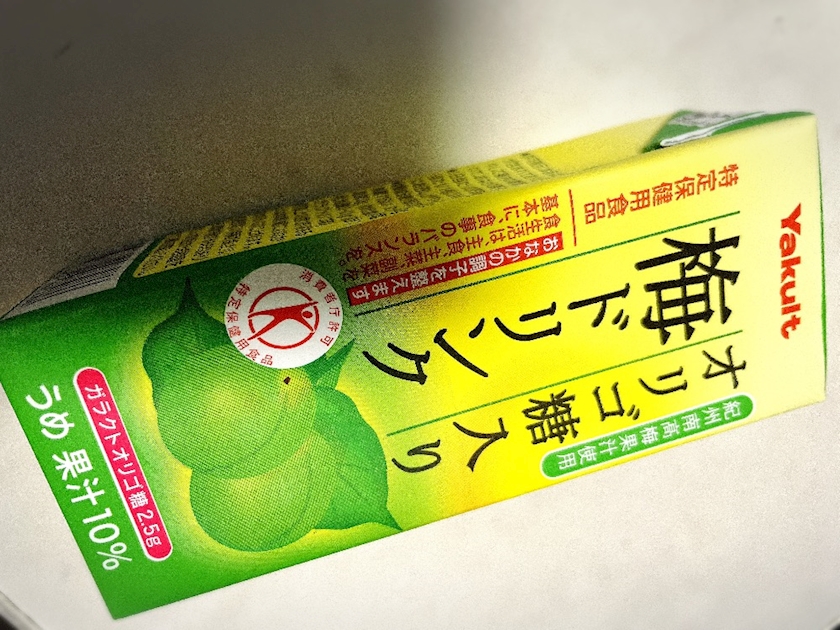 Yakult
特定保健用食品
紀州南高梅果汁使用
オリゴ糖入り
梅ドリンク
おなかの調子を整えます
食生活は、主食、主菜、副菜を
基本に、食事のバランスを。
消費者庁許可
特定保健用食品
ガラクトオリゴ糖 2.5g
うめ 果汁10%